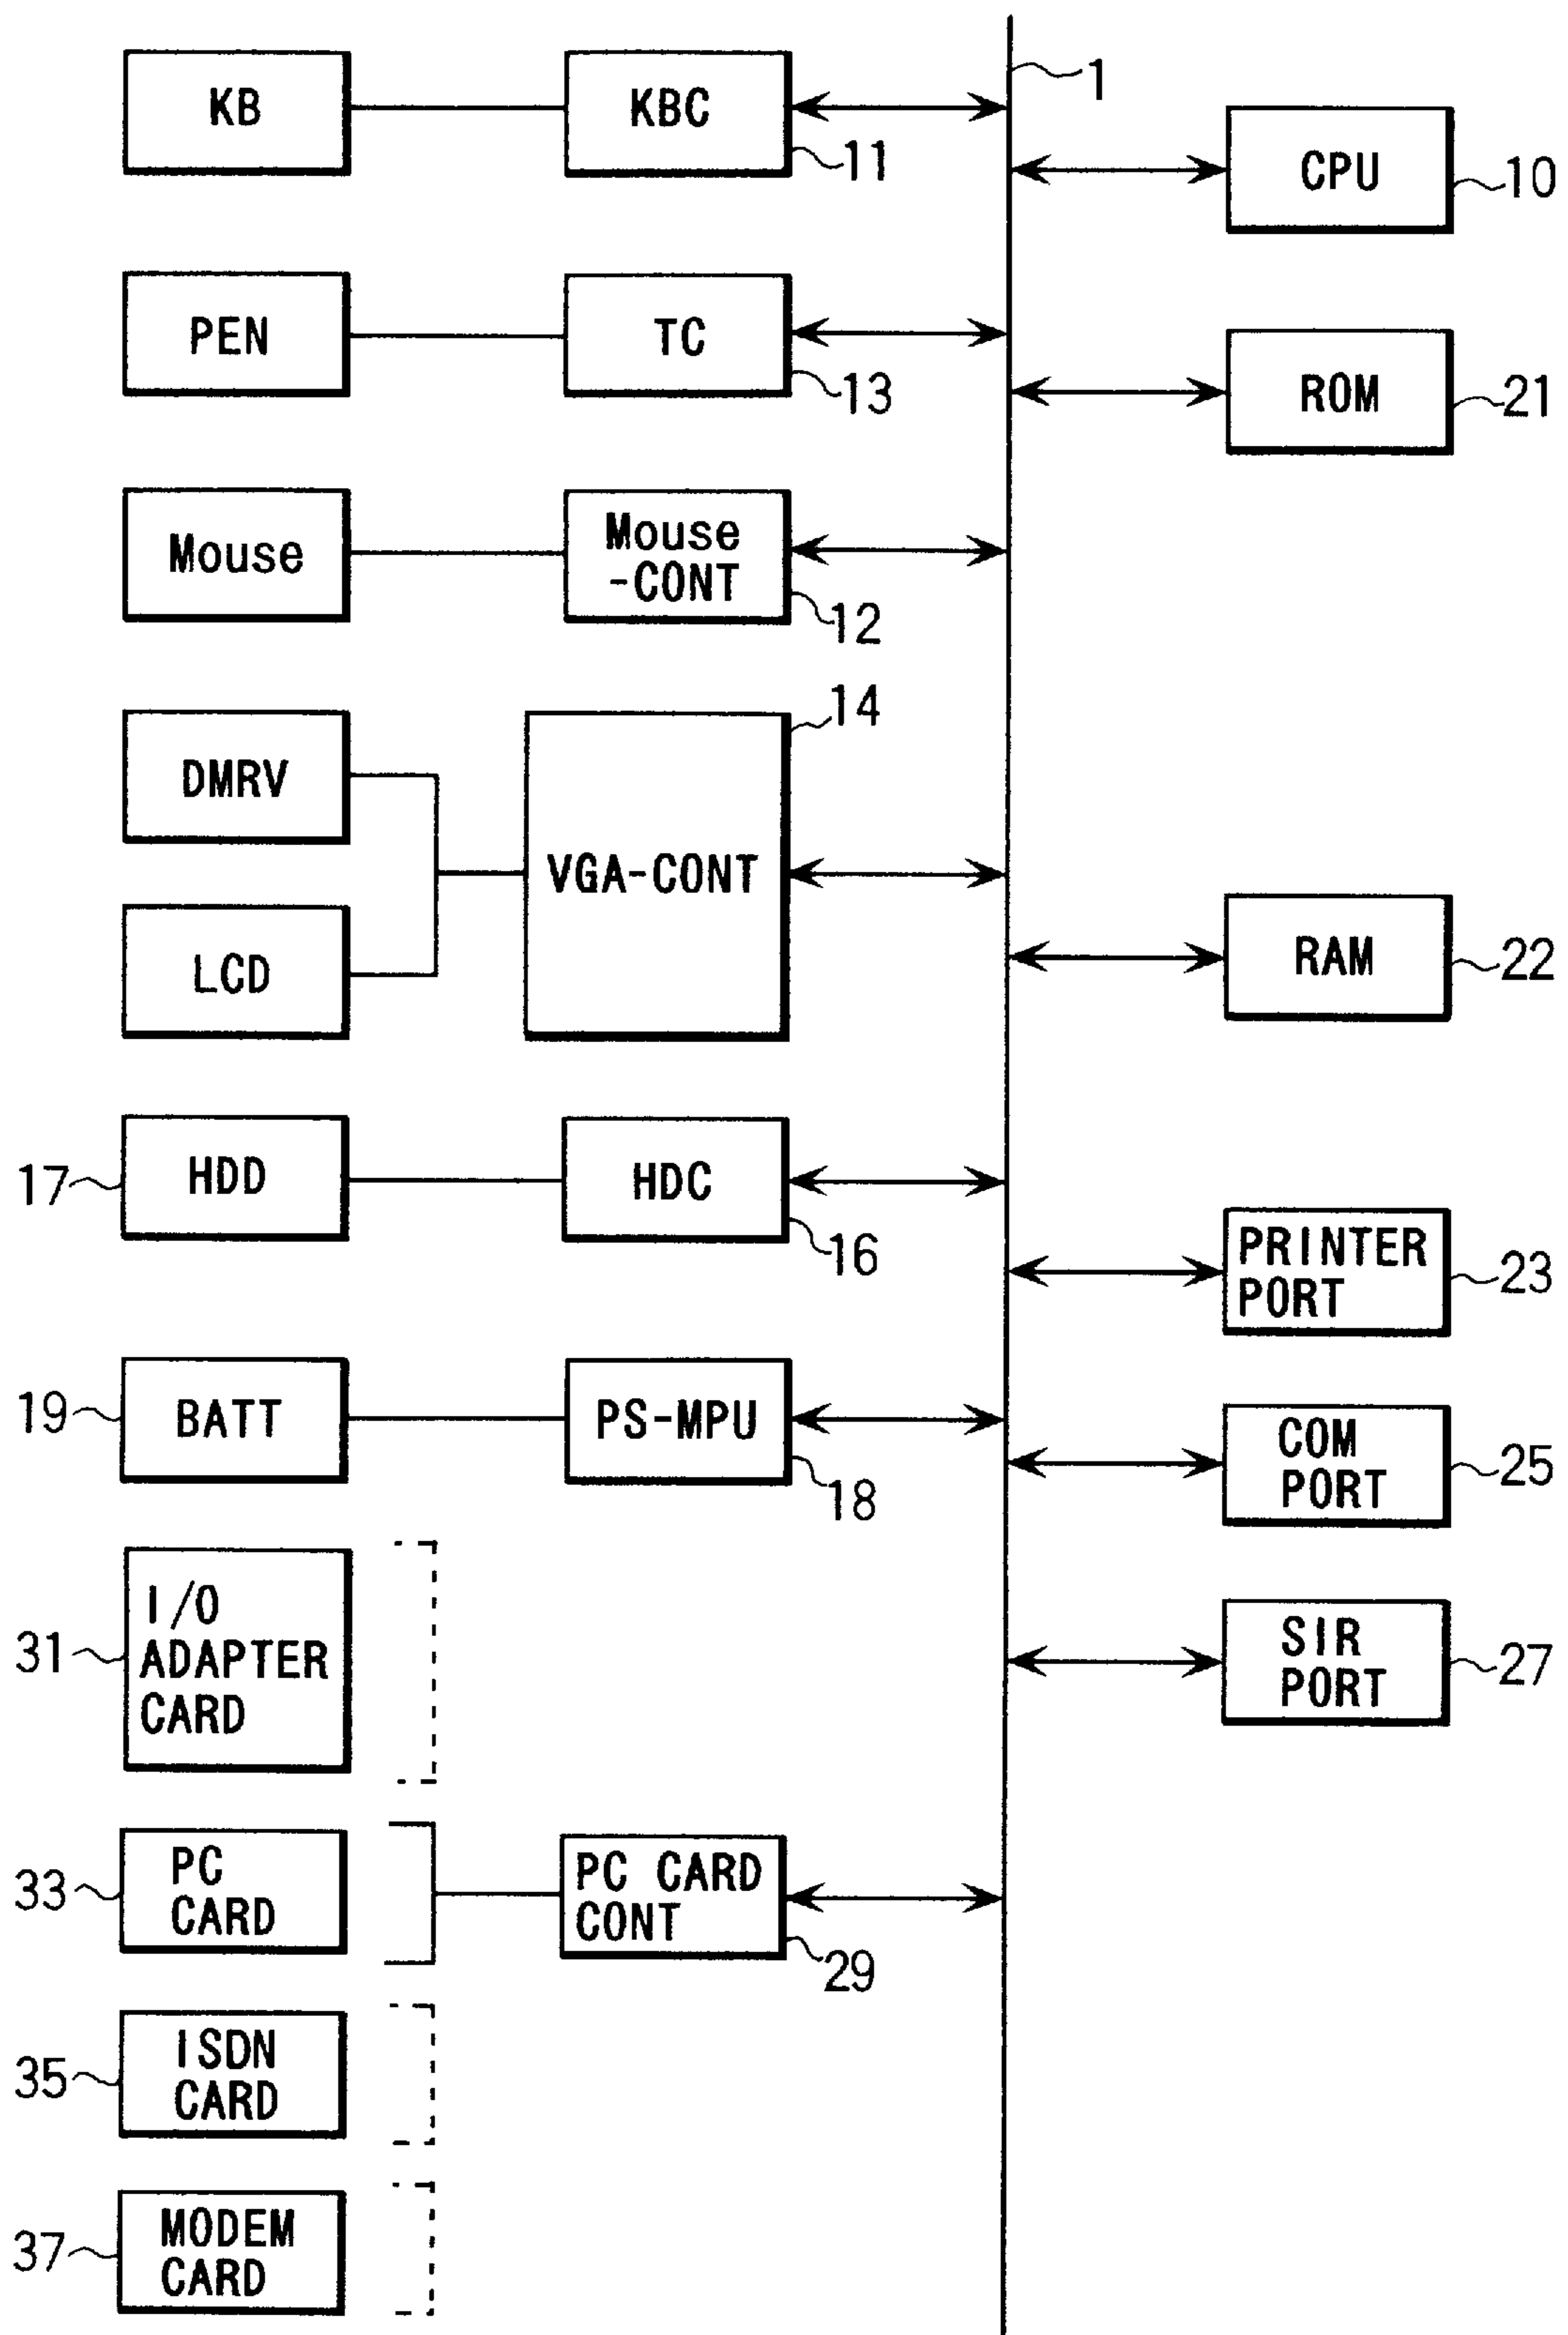 KB
KBC
11
1
CPU
10
PEN
TC
13
ROM
21
Mouse
Mouse
-CONT
12
DMRV
VGA-CONT
14
LCD
RAM
22
17
HDD
HDC
16
PRINTER
PORT
23
19
BATT
PS-MPU
18
COM
PORT
25
31
I/O
ADAPTER
CARD
SIR
PORT
27
33
PC
CARD
PC CARD
CONT
29
35
ISDN
CARD
37
MODEM
CARD